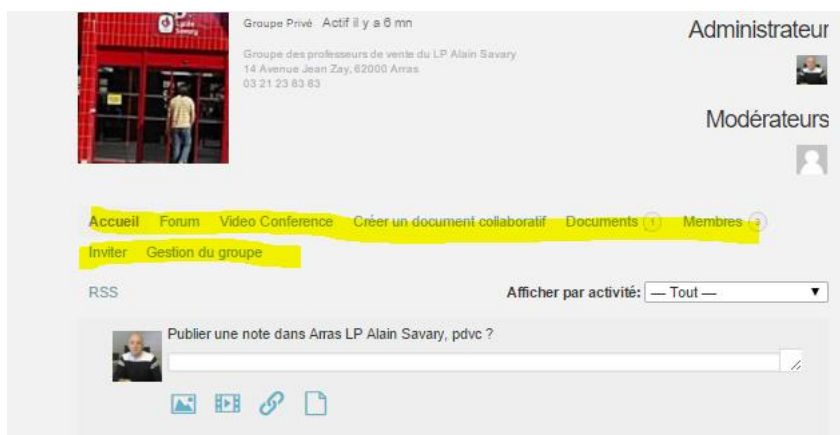 Lycée
Savary
Groupe Privé Actif il y a 6 mn
Administrateur
Groupe des professeurs de vente du LP Alain Savary
14 Avenue Jean Zay, 62000 Arras
03 21 23 83 83
Modérateurs
Accueil Forum Video Conference Créer un document collaboratif Documents 1 Membres
Inviter Gestion du groupe
RSS
Afficher par activité: — Tout —
Publier une note dans Arras LP Alain Savary, pdvc ?